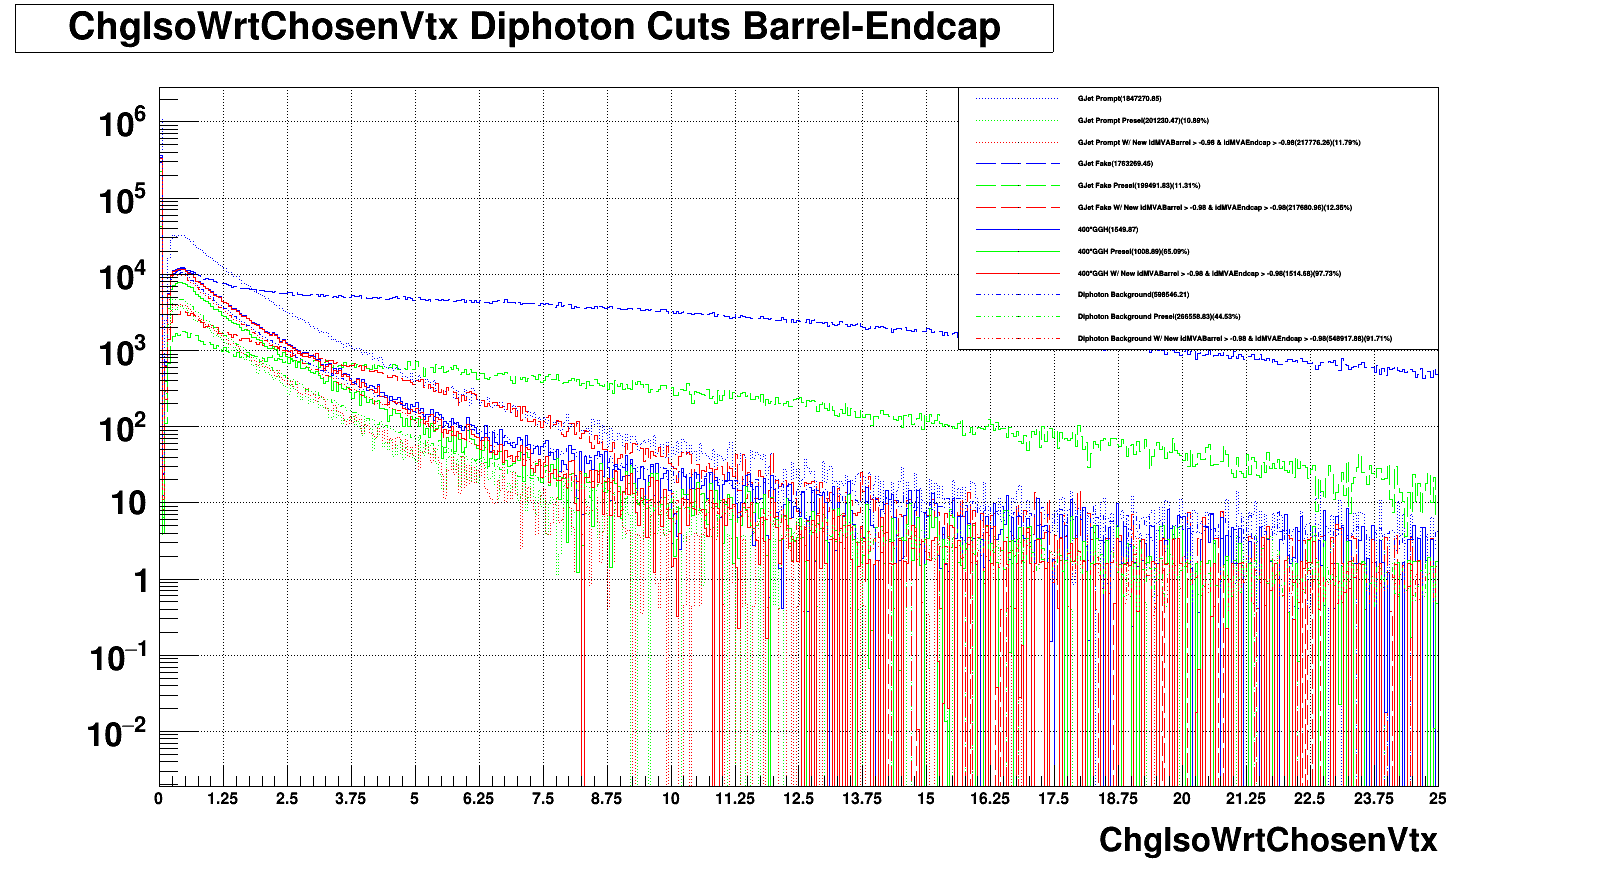 ChgIsoWrtChosenVtx Diphoton Cuts Barrel-Endcap
GJet Prompt(1847270.85)
GJet Prompt Presel(201230.47)(10.89%)
GJet Prompt W/ New IdMVABarrel > -0.98 & IdMVAEndcap > -0.98(217776.26)(11.79%)
GJet Fake(1763269.45)
GJet Fake Presel(199491.83)(11.31%)
GJet Fake W/ New IdMVABarrel > -0.98 & IdMVAEndcap > -0.98(217680.95)(12.35%)
400*GGH(1549.87)
400*GGH Presel(1008.89)(65.09%)
400*GGH W/ New IdMVABarrel > -0.98 & IdMVAEndcap > -0.98(1514.68)(97.73%)
Diphoton Background(598546.21)
Diphoton Background Presel(266558.83)(44.53%)
Diphoton Background W/ New IdMVABarrel > -0.98 & IdMVAEndcap > -0.98(548917.86)(91.71%)
10^6
10^5
10^4
10^3
10^2
10
1
10^−1
10^−2
0 1.25 2.5 3.75 5 6.25 7.5 8.75 10 11.25 12.5 13.75 15 16.25 17.5 18.75 20 21.25 22.5 23.75 25
ChgIsoWrtChosenVtx